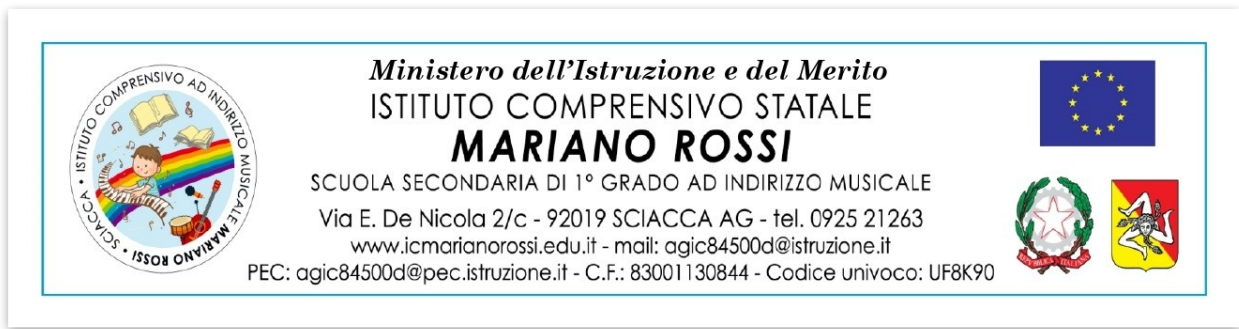 ISTITUTO COMPRENSIVO AD INDIRIZZO MUSICALE MARIANO ROSSI • SCIACCA •
Ministero dell'Istruzione e del Merito
ISTITUTO COMPRENSIVO STATALE
MARIANO ROSSI
SCUOLA SECONDARIA DI 1° GRADO AD INDIRIZZO MUSICALE
Via E. De Nicola 2/c - 92019 SCIACCA AG - tel. 0925 21263
www.icmarianorossi.edu.it - mail: agic84500d@istruzione.it
PEC: agic84500d@pec.istruzione.it - C.F.: 83001130844 - Codice univoco: UF8K90
REPVBBLICA ITALIANA